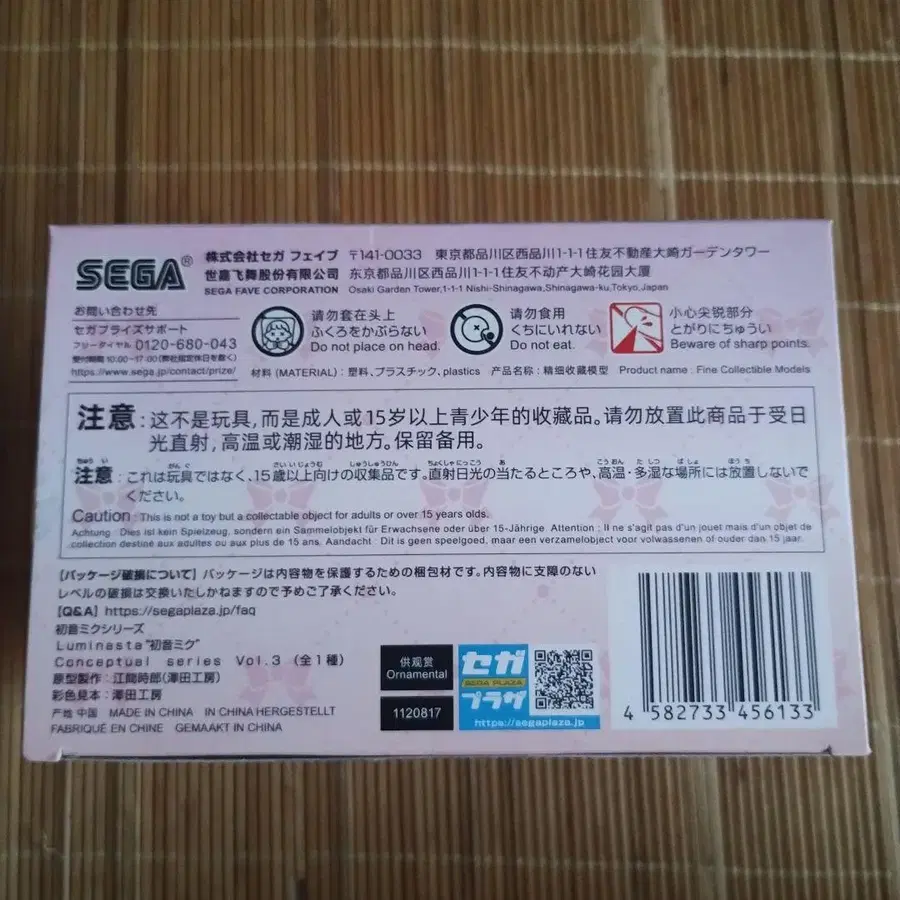 SEGA®
株式会社セガ フェイブ 〒141-0033 東京都品川区西品川1-1-1住友不動産大崎ガーデンタワー
世嘉飞舞股份有限公司 东京都品川区西品川1-1-1住友不动产大崎花园大厦
SEGA FAVE CORPORATION Osaki Garden Tower,1-1-1 Nishi-Shinagawa,Shinagawa-ku,Tokyo,Japan
お問い合わせ先
セガプライズサポート
フリーダイヤル 0120-680-043
受付時間 10:00~17:00(弊社指定休日を除く)
https://www.sega.jp/contact/prize/
请勿套在头上
ふくろをかぶらない
Do not place on head.
请勿食用
くちにいれない
Do not eat.
小心尖锐部分
とがりにちゅうい
Beware of sharp points.
材料 (MATERIAL) : 塑料、プラスチック、plastics 产品名称 : 精细收藏模型 Product name : Fine Collectible Models
注意 : 这不是玩具,而是成人或15岁以上青少年的收藏品。请勿放置此商品于受日
光直射,高温或潮湿的地方。保留备用。
注意 : これは玩具ではなく、15歳以上向けの収集品です。直射日光の当たるところや、高温・多湿な場所には放置しないで
ください。
Caution : This is not a toy but a collectable object for adults or over 15 years olds.
Achtung : Dies ist kein Spielzeug, sondern ein Sammelobjekt für Erwachsene oder über 15-Jährige. Attention : Il ne s'agit pas d'un jouet mais d'un objet de
collection destiné aux adultes ou aux plus de 15 ans. Aandacht : Dit is geen speelgoed, maar een verzamelobject voor volwassenen of ouder dan 15 jaar.
【パッケージ破損について】パッケージは内容物を保護するための梱包材です。内容物に支障のない
レベルの破損は交換いたしかねますので予めご了承ください。
【Q&A】https://segaplaza.jp/faq
初音ミクシリーズ
Luminasta“初音ミク”
Conceptual series Vol.3 (全1種)
原型製作 : 江間時郎(澤田工房)
彩色見本 : 澤田工房
产地 中国 MADE IN CHINA IN CHINA HERGESTELLT
FABRIQUÉ EN CHINE GEMAAKT IN CHINA
供观赏
Ornamental
1120817
セガ
SEGA PLAZA
プラザ
https://segaplaza.jp
4 582733 456133